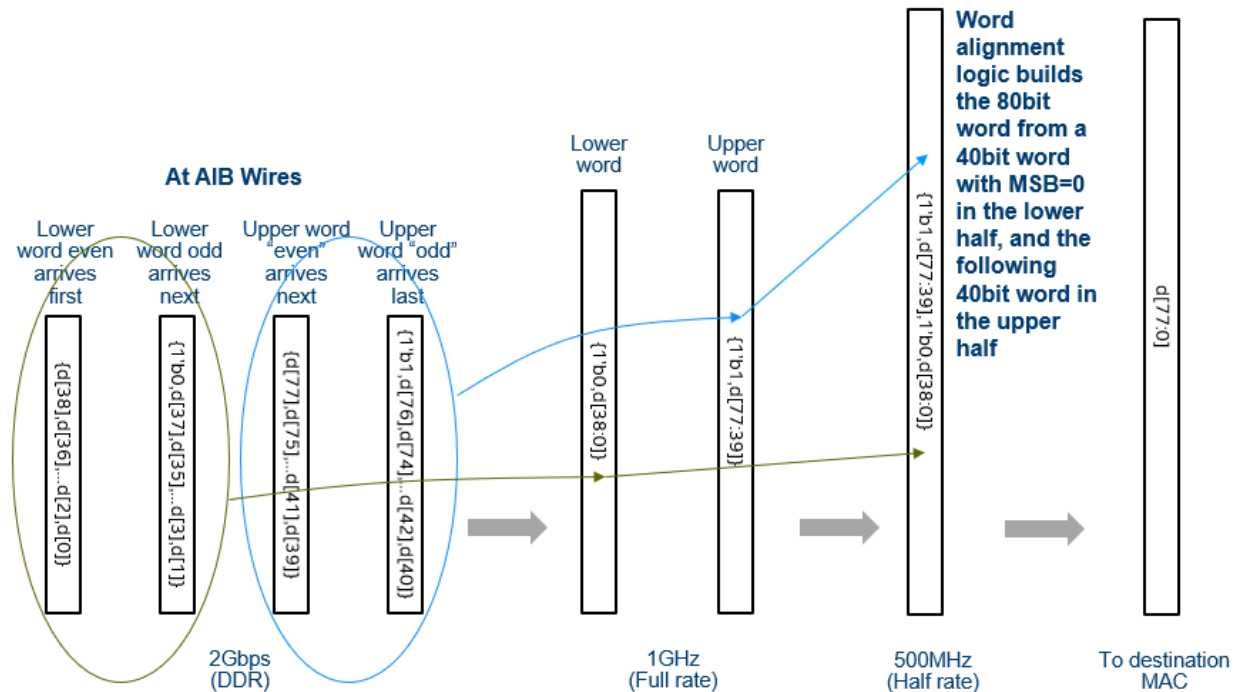 At AIB Wires
Lower
word even
arrives
first
Lower
word odd
arrives
next
Upper word
"even"
arrives
next
Upper
word “odd”
arrives
last
{d[38],d[36]....d[2],d[0]}
{1'b0,d[37],d[35]....d[3],d[1]}
{d[77],d[75],...d[41],d[39]}
{1'b1,d[76],d[74],...d[42],d[40]}
2Gbps
(DDR)
Lower
word
Upper
word
{1'b0,d[38:0]}
{1'b1,d[77:39]}
1GHz
(Full rate)
{1'b1,d[77:39],1'b0,d[38:0]}
500MHz
(Half rate)
Word
alignment
logic builds
the 80bit
word from a
40bit word
with MSB=0
in the lower
half, and the
following
40bit word in
the upper
half
d[77:0]
To destination
MAC